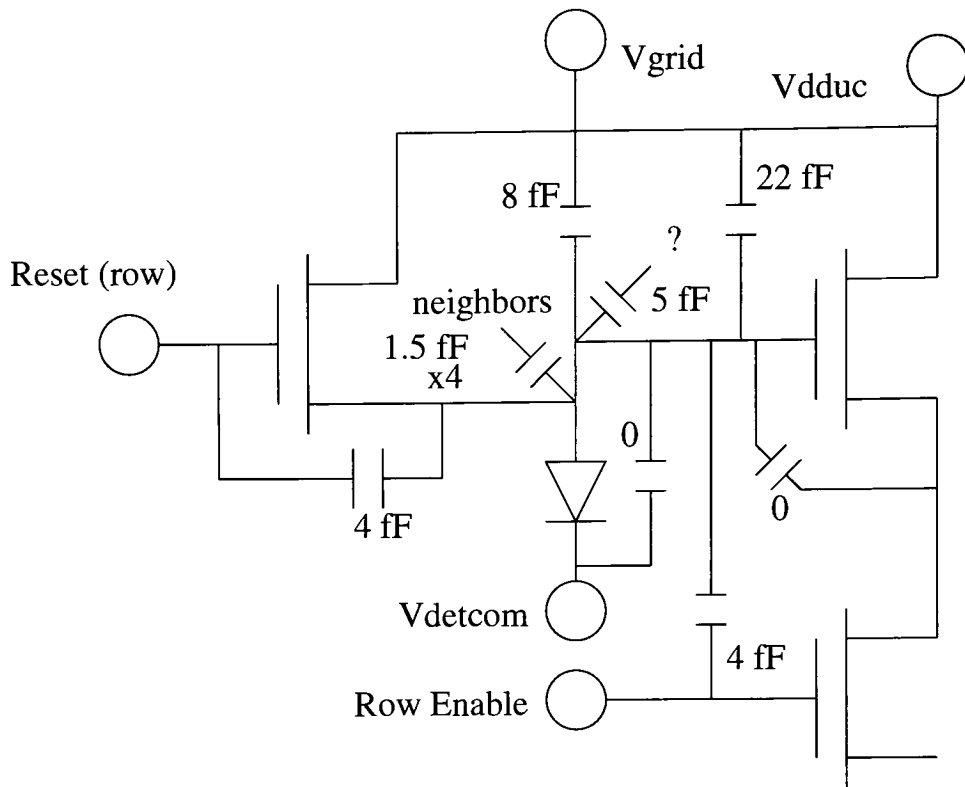 Vgrid
Vdduc
8 fF
22 fF
?
Reset (row)
neighbors
5 fF
1.5 fF
x4
0
0
4 fF
Vdetcom
4 fF
Row Enable